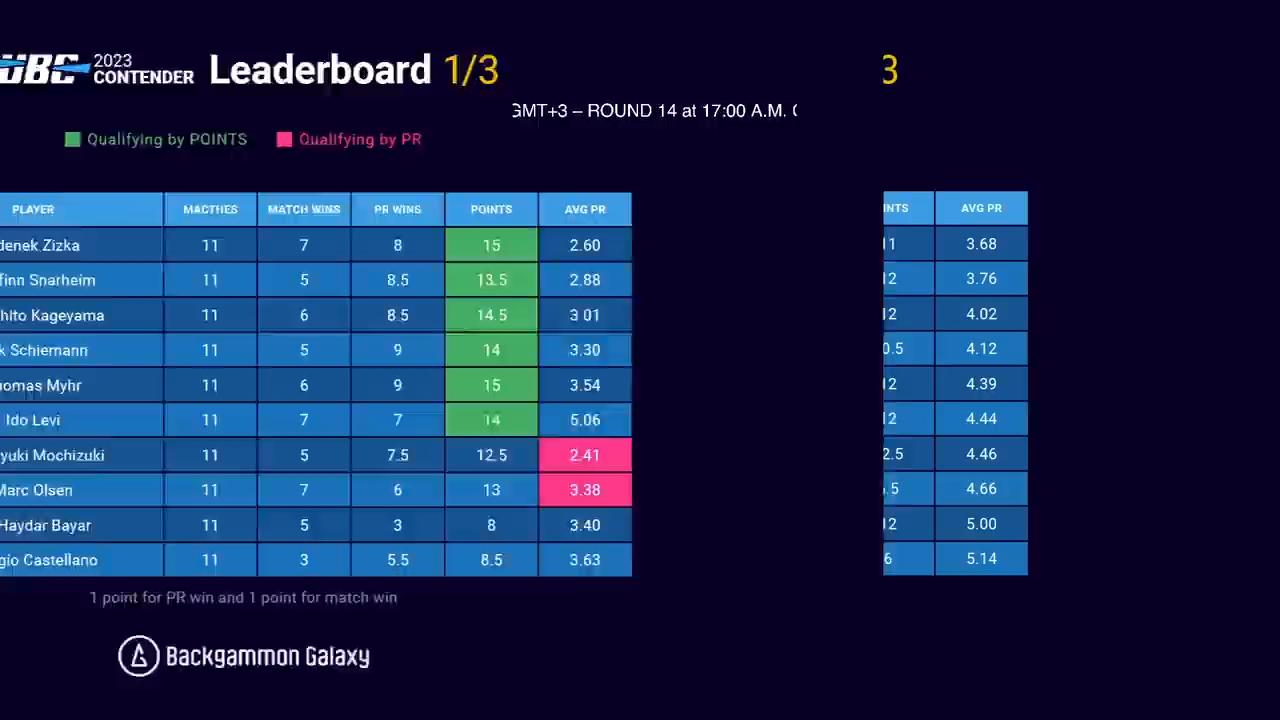 UBC 2023 CONTENDER Leaderboard 1/3
3
GMT+3 – ROUND 14 at 17:00 A.M.
Qualifying by POINTS Qualifying by PR
PLAYER MACTHES MATCH WINS PR WINS POINTS AVG PR
denek Zizka 11 7 8 15 2.60
finn Snarheim 11 5 8.5 13.5 2.88
hito Kageyama 11 6 8.5 14.5 3.01
k Schiemann 11 5 9 14 3.30
omas Myhr 11 6 9 15 3.54
Ido Levi 11 7 7 14 5.06
yuki Mochizuki 11 5 7.5 12.5 2.41
Marc Olsen 11 7 6 13 3.38
Haydar Bayar 11 5 3 8 3.40
gio Castellano 11 3 5.5 8.5 3.63
INTS AVG PR
11 3.68
12 3.76
12 4.02
0.5 4.12
12 4.39
12 4.44
2.5 4.46
.5 4.66
12 5.00
6 5.14
1 point for PR win and 1 point for match win
Backgammon Galaxy